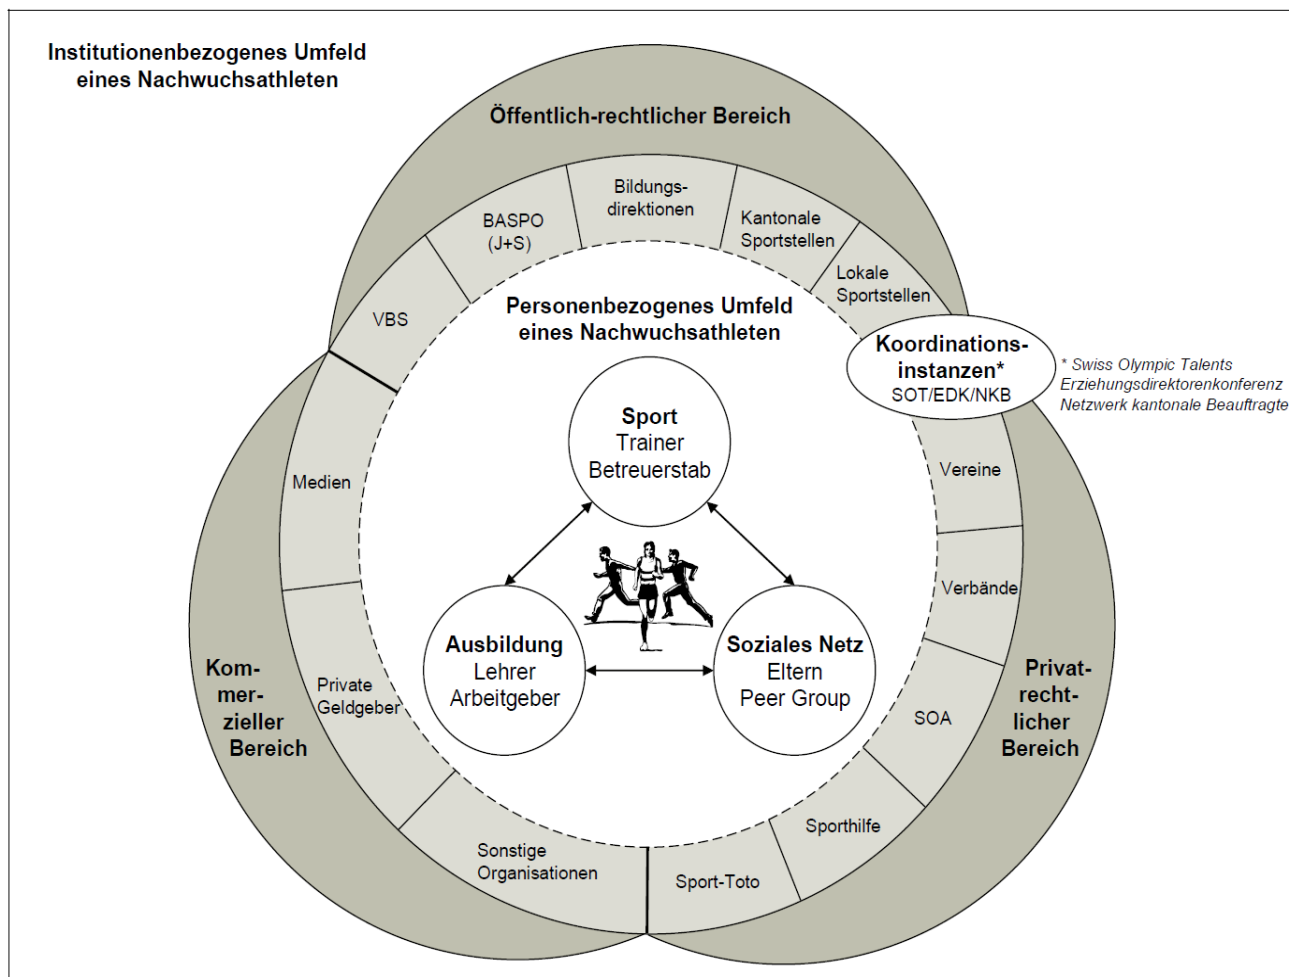 Institutionenbezogenes Umfeld
eines Nachwuchsathleten
Öffentlich-rechtlicher Bereich
Bildungs-
direktionen
BASPO
(J+S)
Kantonale
Sportstellen
Lokale
Sportstellen
VBS
Personenbezogenes Umfeld
eines Nachwuchsathleten
Koordinations-
instanzen*
SOT/EDK/NKB
* Swiss Olympic Talents
Erziehungsdirektorenkonferenz
Netzwerk kantonale Beauftragte
Sport
Trainer
Betreuerstab
Medien
Vereine
Verbände
Ausbildung
Lehrer
Arbeitgeber
Soziales Netz
Eltern
Peer Group
Kom-
mer-
zieller
Bereich
Private
Geldgeber
SOA
Privat-
recht-
licher
Bereich
Sporthilfe
Sonstige
Organisationen
Sport-Toto